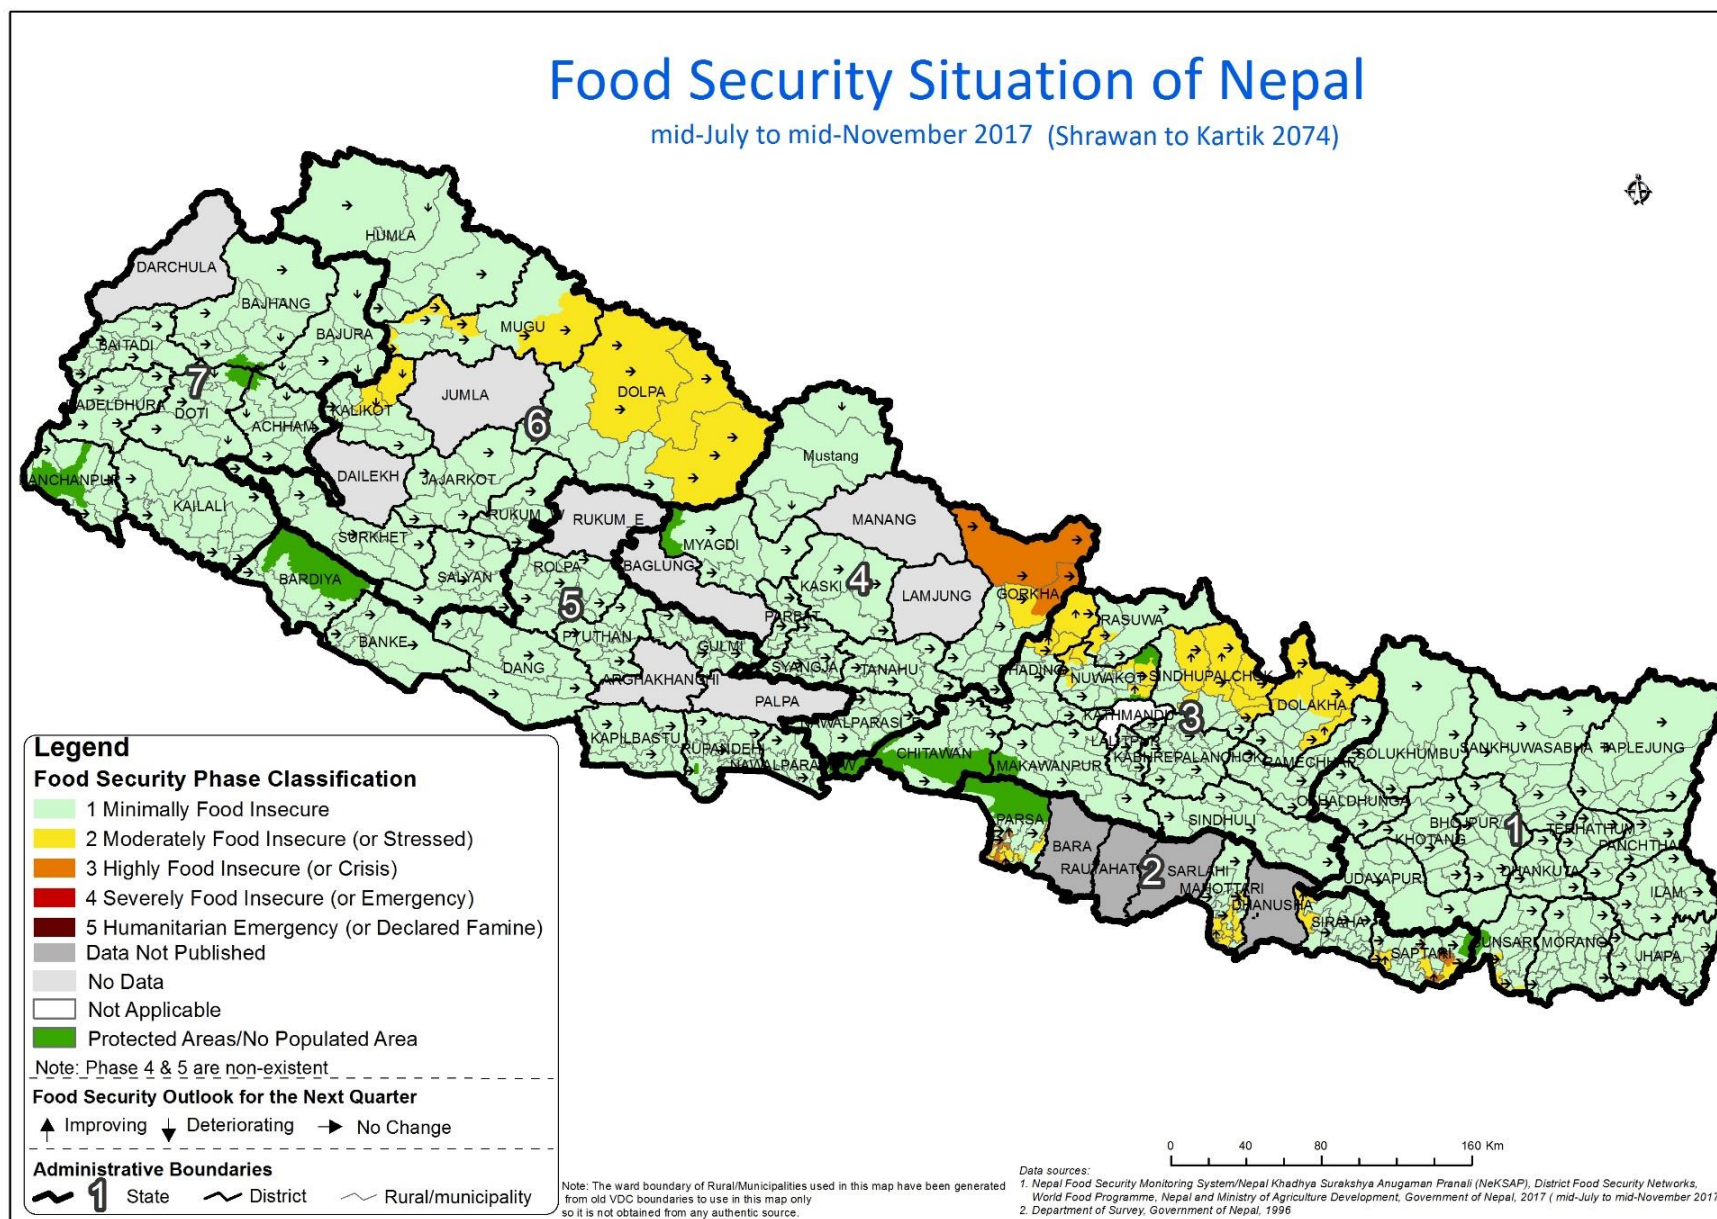 Food Security Situation of Nepal
mid-July to mid-November 2017 (Shrawan to Kartik 2074)
HUMLA
DARCHULA
BAJHANG
BAJURA
MUGU
BAITADI
7
DADELDHURA
DOTI
ACHHAM
KALIKOT
JUMLA
6
DOLPA
Mustang
KANCHANPUR
KAILALI
DAILEKH
JAJARKOT
RUKUM_W
RUKUM_E
MANANG
SURKHET
MYAGDI
BARDIYA
SALYAN
ROLPA
BAGLUNG
KASKI
4
LAMJUNG
GORKHA
5
PARBAT
RASUWA
BANKE
PYUTHAN
GULMI
SYANGJA
TANAHU
DHADING
NUWAKOT
SINDHUPALCHOK
DANG
ARGHAKHANCHI
PALPA
DOLAKHA
NAWALPARASI_E
KATHMANDU
3
KAPILBASTU
RUPANDEHI
NAWALPARASI_W
CHITAWAN
MAKAWANPUR
LALITPUR
KABHREPALANCHOK
RAMECHHAP
SOLUKHUMBU
SANKHUWASABHA
TAPLEJUNG
PARSA
SINDHULI
OKHALDHUNGA
KHOTANG
BHOJPUR
1
TERHATHUM
PANCHTHA
BARA
RAUTAHAT
2
SARLAHI
MAHOTTARI
DHANUSHA
UDAYAPUR
DHANKUTA
ILAM
SIRAHA
SAPTARI
SUNSARI
MORANG
JHAPA
Legend
Food Security Phase Classification
1 Minimally Food Insecure
2 Moderately Food Insecure (or Stressed)
3 Highly Food Insecure (or Crisis)
4 Severely Food Insecure (or Emergency)
5 Humanitarian Emergency (or Declared Famine)
Data Not Published
No Data
Not Applicable
Protected Areas/No Populated Area
Note: Phase 4 & 5 are non-existent
Food Security Outlook for the Next Quarter
Improving Deteriorating No Change
Administrative Boundaries
1 State District Rural/municipality
Note: The ward boundary of Rural/Municipalities used in this map have been generated
from old VDC boundaries to use in this map only
so it is not obtained from any authentic source.
0 40 80 160 Km
Data sources:
1. Nepal Food Security Monitoring System/Nepal Khadhya Surakshya Anugaman Pranali (NeKSAP), District Food Security Networks,
World Food Programme, Nepal and Ministry of Agriculture Development, Government of Nepal, 2017 ( mid-July to mid-November 2017
2. Department of Survey, Government of Nepal, 1996